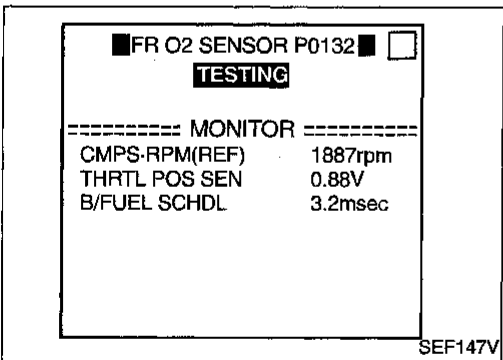 ■FR O2 SENSOR P0132■ □
TESTING
========= MONITOR =========
CMPS·RPM(REF) 1887rpm
THRTL POS SEN 0.88V
B/FUEL SCHDL 3.2msec
SEF147V